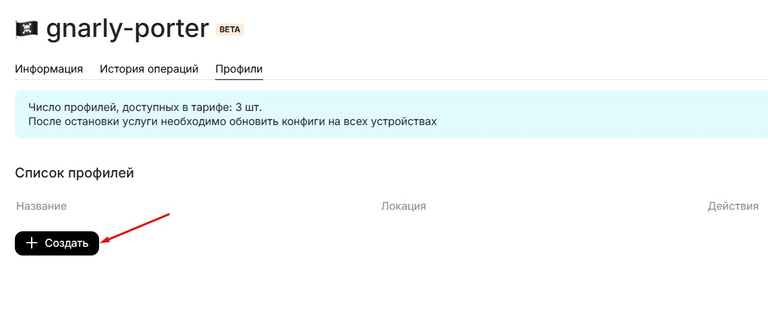 gnarly-porter BETA
Информация История операций Профили
Число профилей, доступных в тарифе: 3 шт.
После остановки услуги необходимо обновить конфиги на всех устройствах
Список профилей
Название Локация Действия
+ Создать